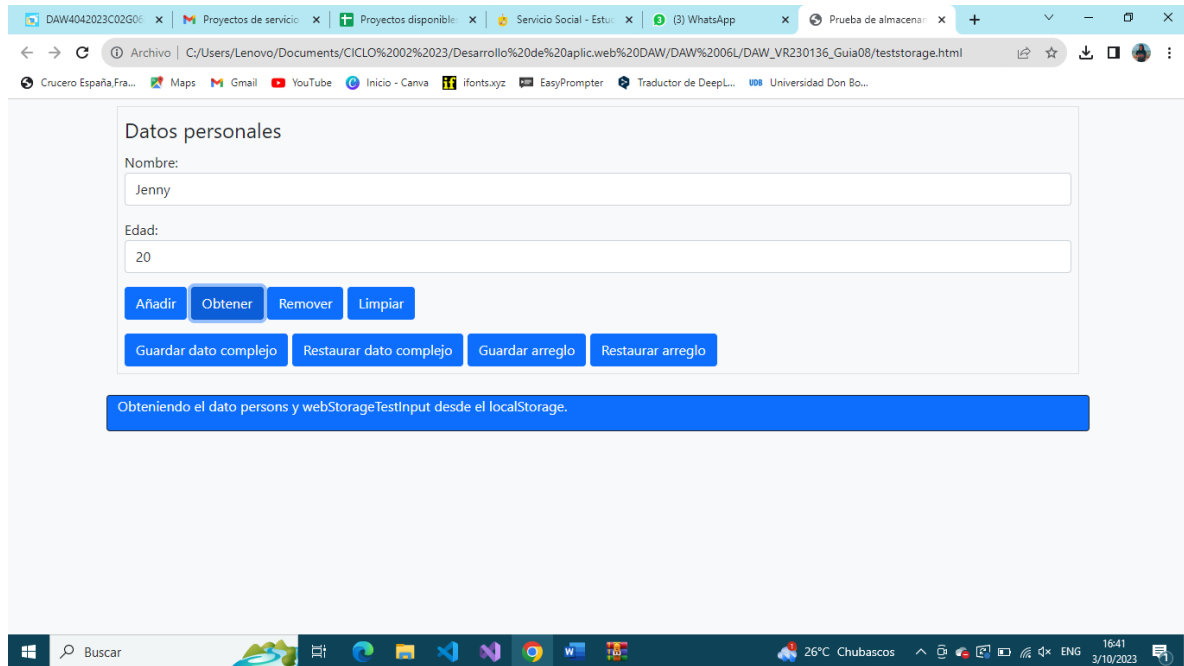 DAW4042023C02G06 Proyectos de servicio Proyectos disponible Servicio Social - Estuc (3) WhatsApp Prueba de almacenan
Archivo C:/Users/Lenovo/Documents/CICLO%2002%2023/Desarrollo%20de%20aplic.web%20DAW/DAW%2006L/DAW_VR230136_Guia08/teststorage.html
Crucero España,Fra... Maps Gmail YouTube Inicio - Canva ifonts.xyz EasyPrompter Traductor de DeepL... UDB Universidad Don Bo...
Datos personales
Nombre:
Jenny
Edad:
20
Añadir Obtener Remover Limpiar
Guardar dato complejo Restaurar dato complejo Guardar arreglo Restaurar arreglo
Obteniendo el dato persons y webStorageTestInput desde el localStorage.
Buscar 26°C Chubascos ENG 16:41
3/10/2023